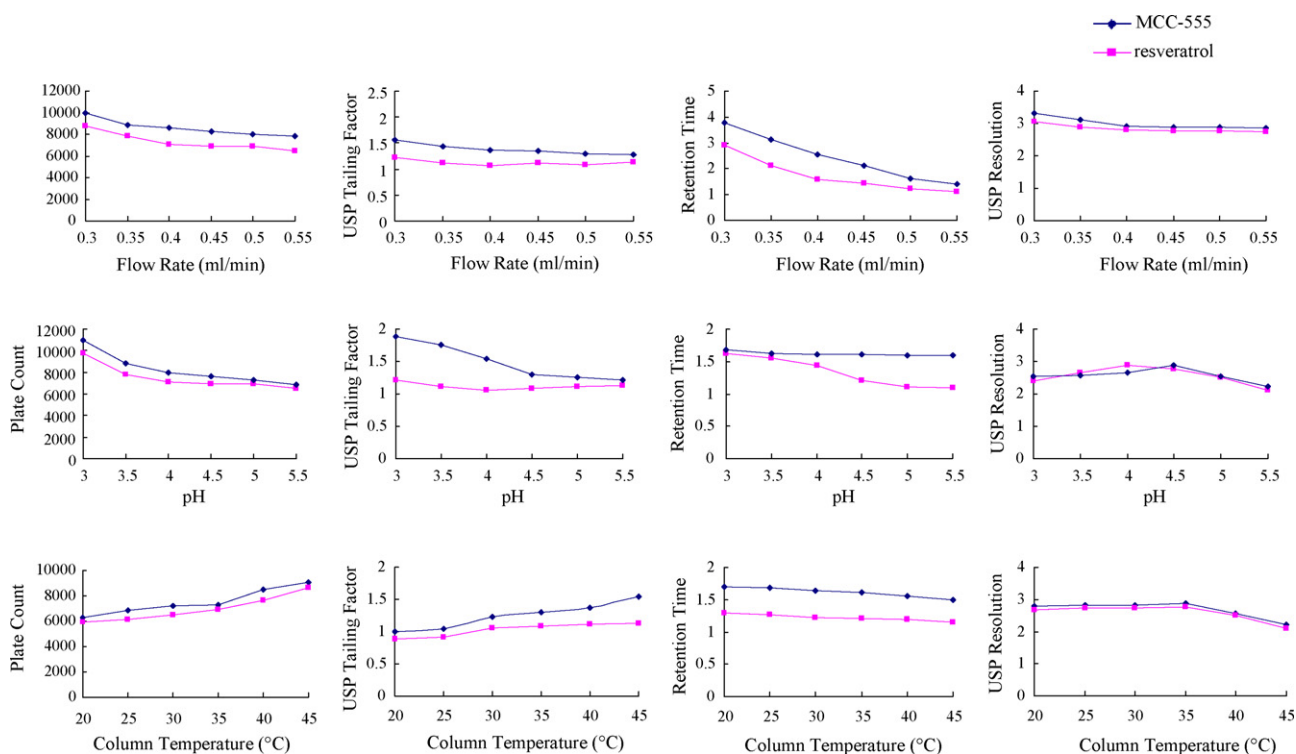 MCC-555
resveratrol
12000
10000
8000
6000
4000
2000
0
0.3 0.35 0.4 0.45 0.5 0.55
Flow Rate (ml/min)
USP Tailing Factor
2.5
2
1.5
1
0.5
0
0.3 0.35 0.4 0.45 0.5 0.55
Flow Rate (ml/min)
Retention Time
5
4
3
2
1
0
0.3 0.35 0.4 0.45 0.5 0.55
Flow Rate (ml/min)
USP Resolution
4
3
2
1
0
0.3 0.35 0.4 0.45 0.5 0.55
Flow Rate (ml/min)
Plate Count
12000
10000
8000
6000
4000
2000
0
3 3.5 4 4.5 5 5.5
pH
USP Tailing Factor
2
1.5
1
0.5
0
3 3.5 4 4.5 5 5.5
pH
Retention Time
2
1.5
1
0.5
0
3 3.5 4 4.5 5 5.5
pH
USP Resolution
4
3
2
1
0
3 3.5 4 4.5 5 5.5
pH
Plate Count
10000
8000
6000
4000
2000
0
20 25 30 35 40 45
Column Temperature (°C)
USP Tailing Factor
2
1.5
1
0.5
0
20 25 30 35 40 45
Column Temperature (°C)
Retention Time
2
1.5
1
0.5
0
20 25 30 35 40 45
Column Temperature (°C)
USP Resolution
4
3
2
1
0
20 25 30 35 40 45
Column Temperature (°C)